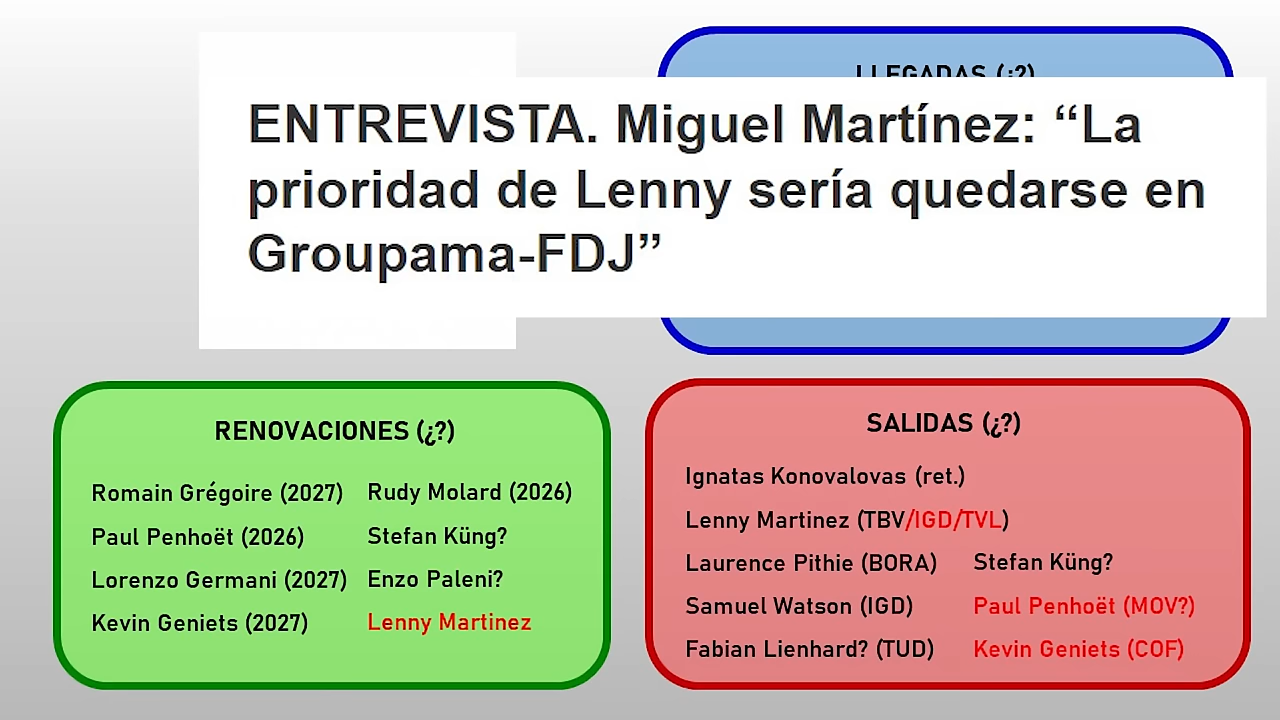 LLEGADAS (¿?)
ENTREVISTA. Miguel Martínez: “La
prioridad de Lenny sería quedarse en
Groupama-FDJ”
RENOVACIONES (¿?)
Romain Grégoire (2027)
Paul Penhoët (2026)
Lorenzo Germani (2027)
Kevin Geniets (2027)
Rudy Molard (2026)
Stefan Küng?
Enzo Paleni?
Lenny Martinez
SALIDAS (¿?)
Ignatas Konovalovas (ret.)
Lenny Martinez (TBV/IGD/TVL)
Laurence Pithie (BORA)
Samuel Watson (IGD)
Fabian Lienhard? (TUD)
Stefan Küng?
Paul Penhoët (MOV?)
Kevin Geniets (COF)